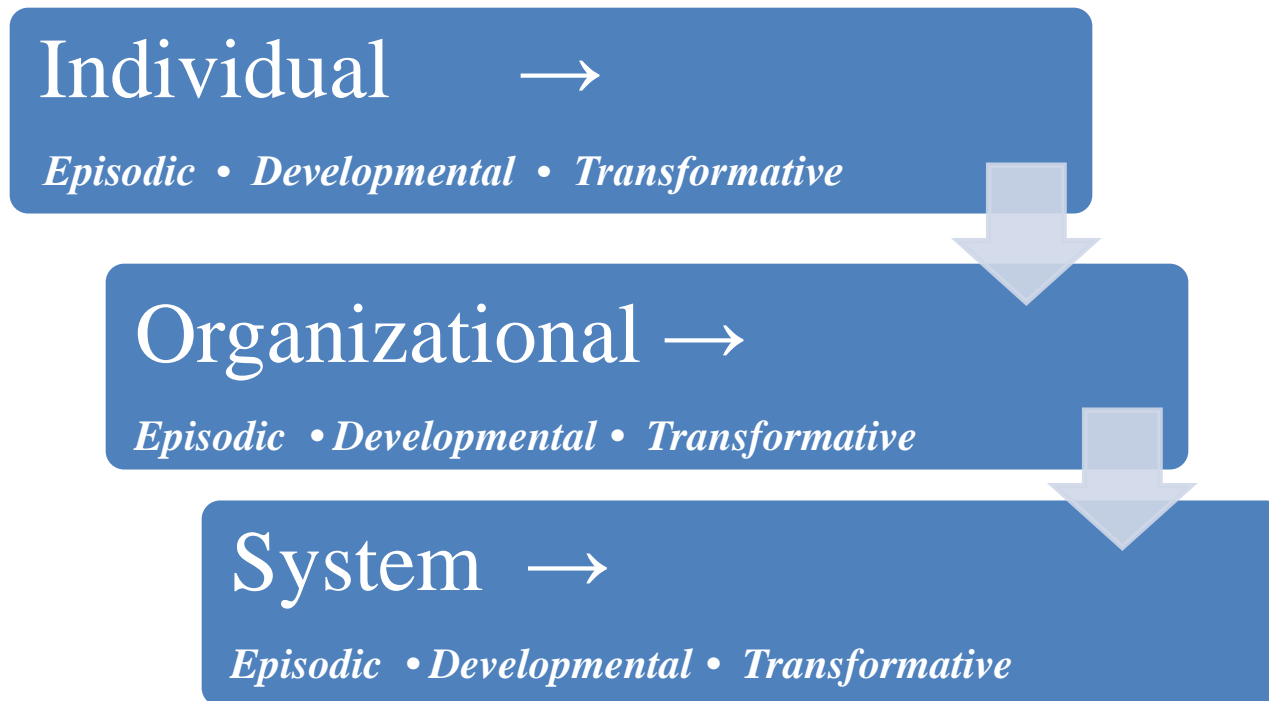 Individual →
Episodic • Developmental • Transformative
Organizational →
Episodic • Developmental • Transformative
System →
Episodic • Developmental • Transformative